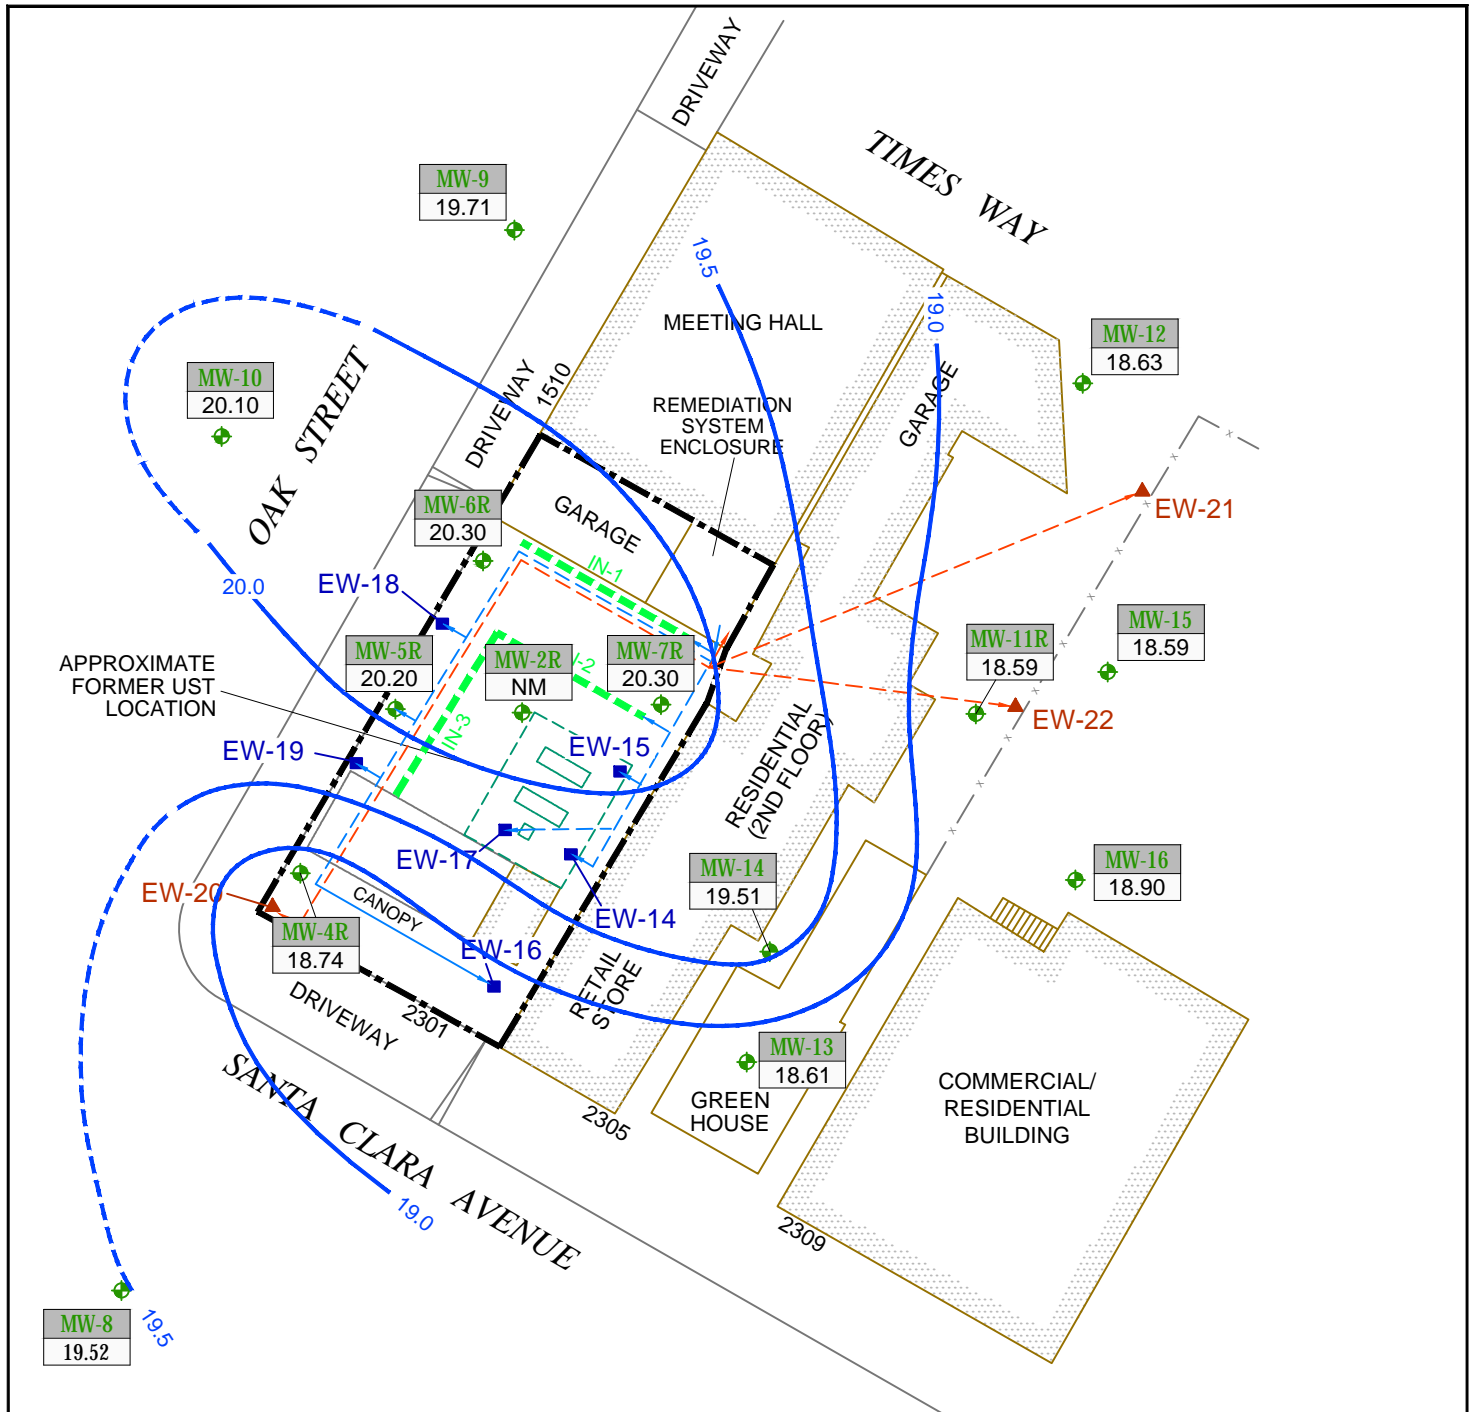 DRIVEWAY
TIMES WAY
MW-9
19.71
19.5
19.0
MEETING HALL
MW-12
18.63
MW-10
20.10
OAK STREET
DRIVEWAY
1510
REMEDIATION
SYSTEM
ENCLOSURE
GARAGE
MW-6R
20.30
GARAGE
EW-21
IN-1
EW-18
20.0
MW-5R
20.20
MW-2R
NM
-2
MW-7R
20.30
MW-11R
18.59
MW-15
18.59
APPROXIMATE
FORMER UST
LOCATION
IN-3
EW-22
EW-19
EW-15
RESIDENTIAL
(2ND FLOOR)
EW-17
MW-14
19.51
MW-16
18.90
EW-20
CANOPY
EW-14
MW-4R
18.74
EW-16
RETAIL
STORE
DRIVEWAY
2301
MW-13
18.61
SANTA CLARA AVENUE
2305
GREEN
HOUSE
COMMERCIAL/
RESIDENTIAL
BUILDING
19.0
2309
MW-8
19.52
19.5